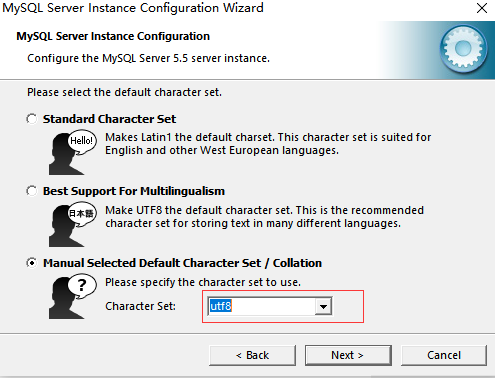 MySQL Server Instance Configuration Wizard
MySQL Server Instance Configuration
Configure the MySQL Server 5.5 server instance.
Please select the default character set.
Standard Character Set
Hello!
Makes Latin1 the default charset. This character set is suited for
English and other West European languages.
Best Support For Multilingualism
日本語
Make UTF8 the default character set. This is the recommended
character set for storing text in many different languages.
Manual Selected Default Character Set / Collation
?
Please specify the character set to use.
Character Set: utf8
< Back Next > Cancel